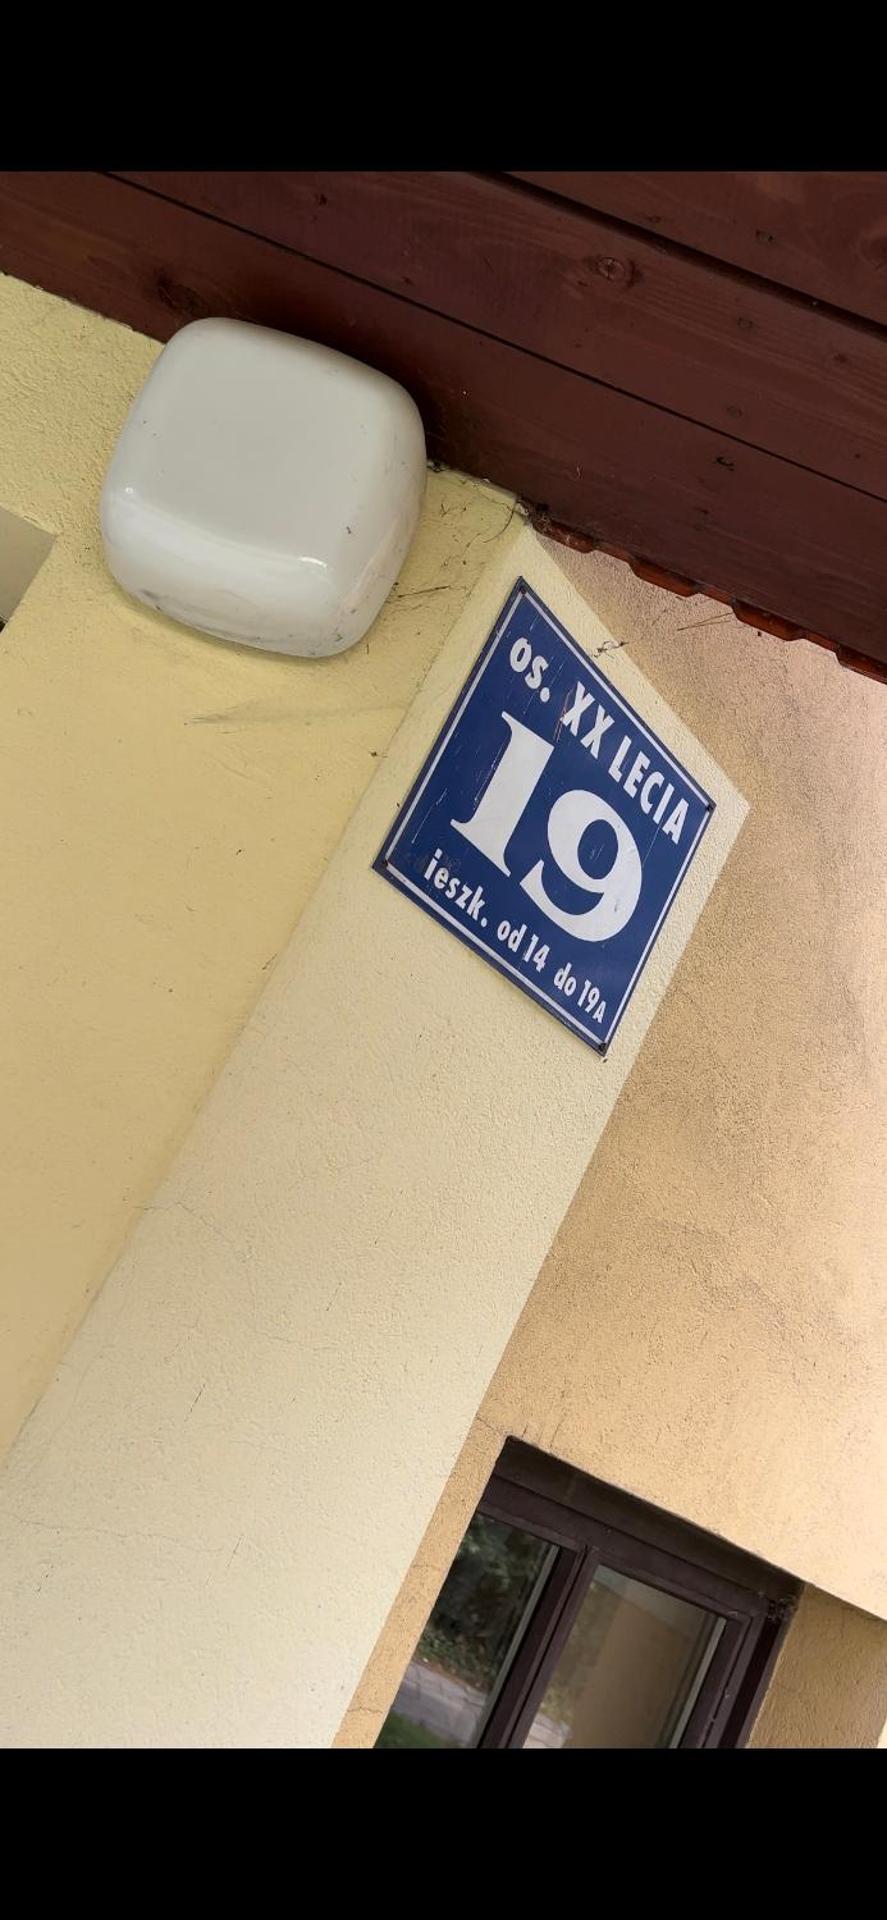 os. XX LECIA
19
ieszk. od 14 do 19A